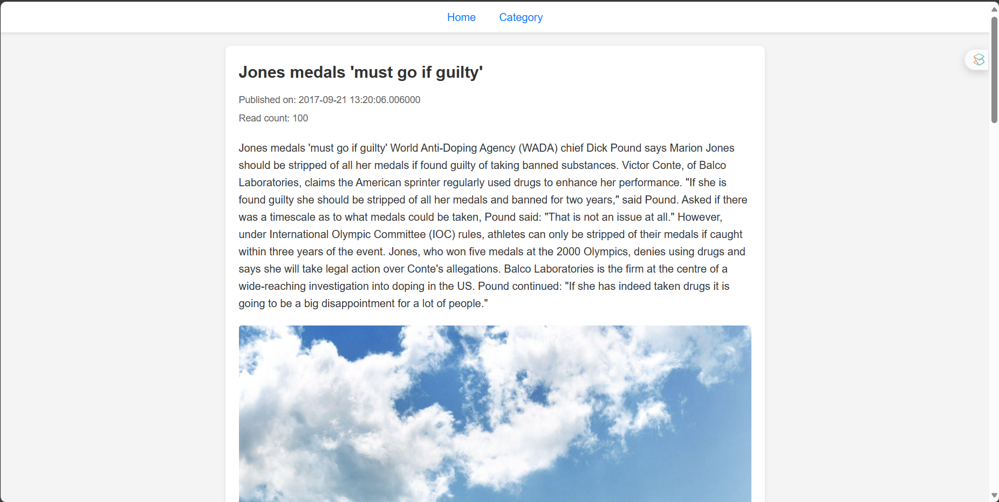 Home Category
Jones medals 'must go if guilty'
Published on: 2017-09-21 13:20:06.006000
Read count: 100
Jones medals 'must go if guilty' World Anti-Doping Agency (WADA) chief Dick Pound says Marion Jones
should be stripped of all her medals if found guilty of taking banned substances. Victor Conte, of Balco
Laboratories, claims the American sprinter regularly used drugs to enhance her performance. "If she is
found guilty she should be stripped of all her medals and banned for two years," said Pound. Asked if there
was a timescale as to what medals could be taken, Pound said: "That is not an issue at all." However,
under International Olympic Committee (IOC) rules, athletes can only be stripped of their medals if caught
within three years of the event. Jones, who won five medals at the 2000 Olympics, denies using drugs and
says she will take legal action over Conte's allegations. Balco Laboratories is the firm at the centre of a
wide-reaching investigation into doping in the US. Pound continued: "If she has indeed taken drugs it is
going to be a big disappointment for a lot of people."